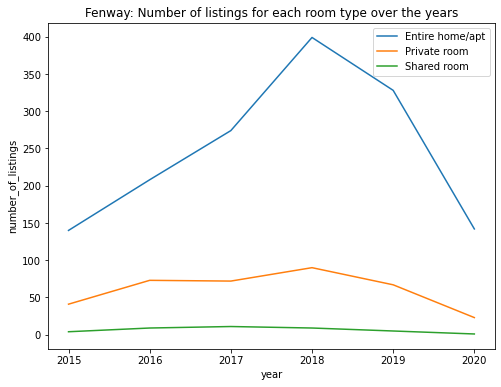 Fenway: Number of listings for each room type over the years
Entire home/apt
Private room
Shared room
number_of_listings
400
350
300
250
200
150
100
50
0
2015 2016 2017 2018 2019 2020
year